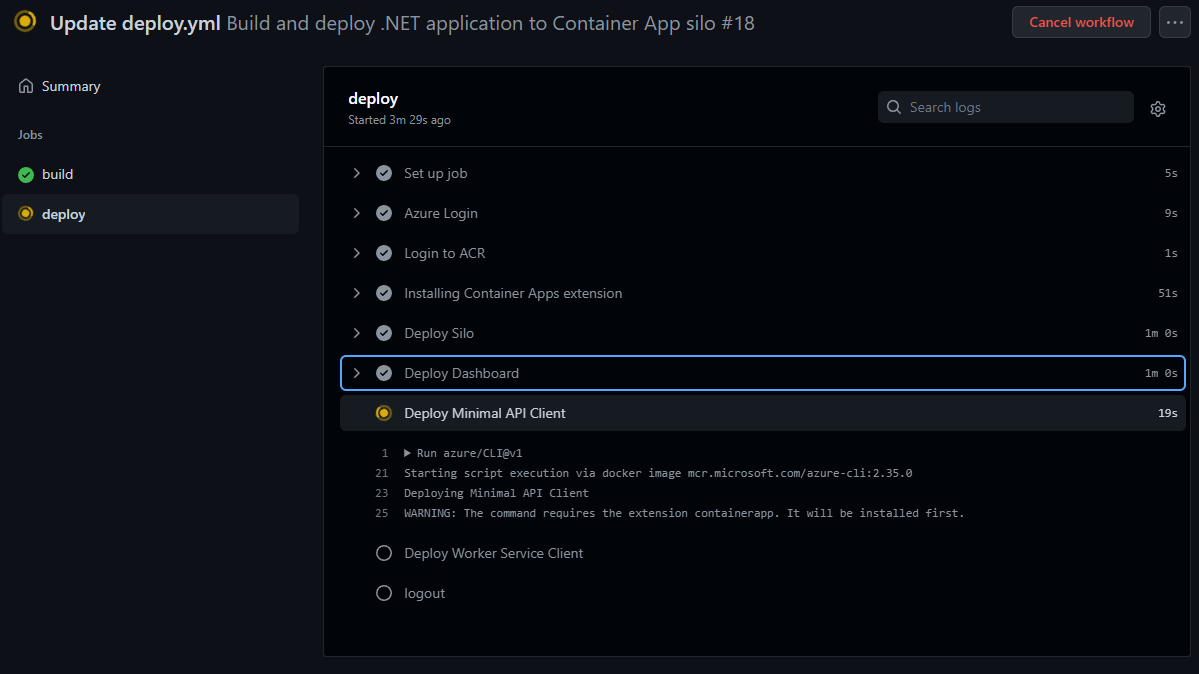 Update deploy.yml Build and deploy .NET application to Container App silo #18
Cancel workflow
Summary
Jobs
build
deploy
deploy
Started 3m 29s ago
Search logs
Set up job 5s
Azure Login 9s
Login to ACR 1s
Installing Container Apps extension 51s
Deploy Silo 1m 0s
Deploy Dashboard 1m 0s
Deploy Minimal API Client 19s
1 Run azure/CLI@v1
21 Starting script execution via docker image mcr.microsoft.com/azure-cli:2.35.0
23 Deploying Minimal API Client
25 WARNING: The command requires the extension containerapp. It will be installed first.
Deploy Worker Service Client
logout